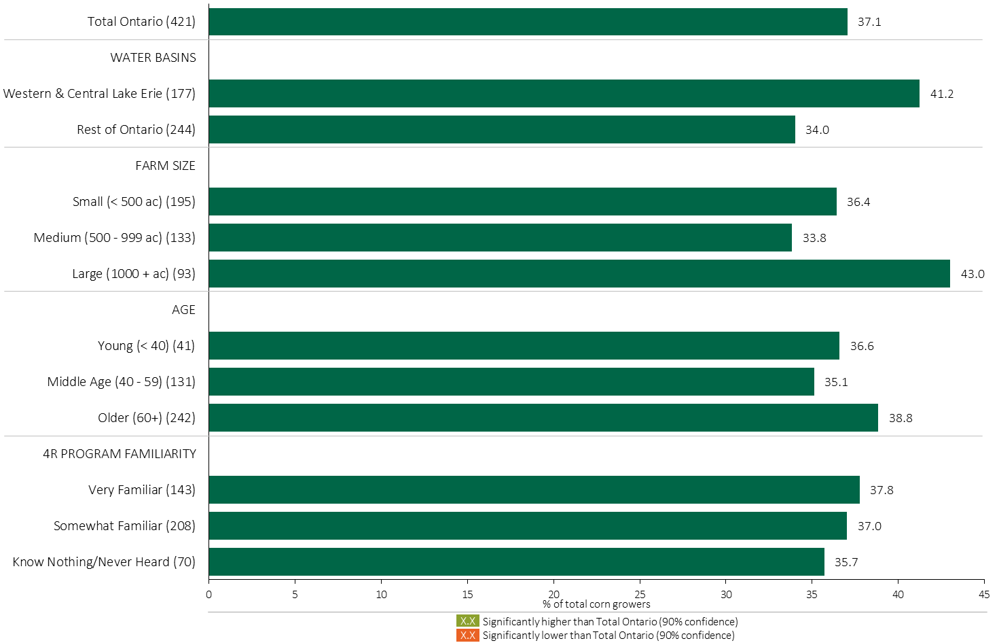 Total Ontario (421) 37.1
WATER BASINS
Western & Central Lake Erie (177) 41.2
Rest of Ontario (244) 34.0
FARM SIZE
Small (< 500 ac) (195) 36.4
Medium (500 - 999 ac) (133) 33.8
Large (1000 + ac) (93) 43.0
AGE
Young (< 40) (41) 36.6
Middle Age (40 - 59) (131) 35.1
Older (60+) (242) 38.8
4R PROGRAM FAMILIARITY
Very Familiar (143) 37.8
Somewhat Familiar (208) 37.0
Know Nothing/Never Heard (70) 35.7
0 5 10 15 20 25 30 35 40 45
% of total corn growers
X.X Significantly higher than Total Ontario (90% confidence)
X.X Significantly lower than Total Ontario (90% confidence)